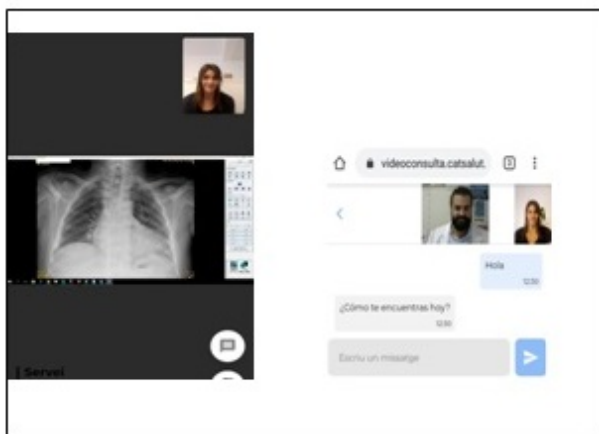 | Servei
videoconsulta.catsalut.
Hola
12:30
¿Cómo te encuentras hoy?
12:30
Escriu un missatge